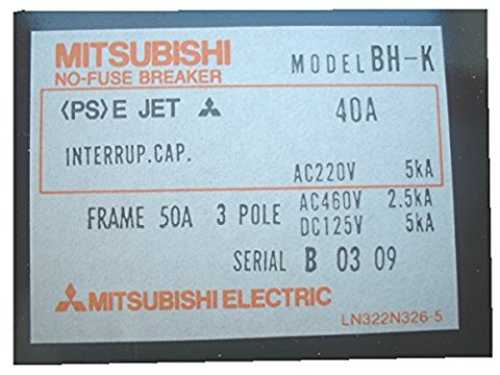 MITSUBISHI MODEL BH-K
NO-FUSE BREAKER
<PS>E JET 40A
INTERRUP.CAP.
AC220V 5kA
FRAME 50A 3 POLE AC460V 2.5kA
DC125V 5kA
SERIAL B 03 09
MITSUBISHI ELECTRIC
LN322N326-5